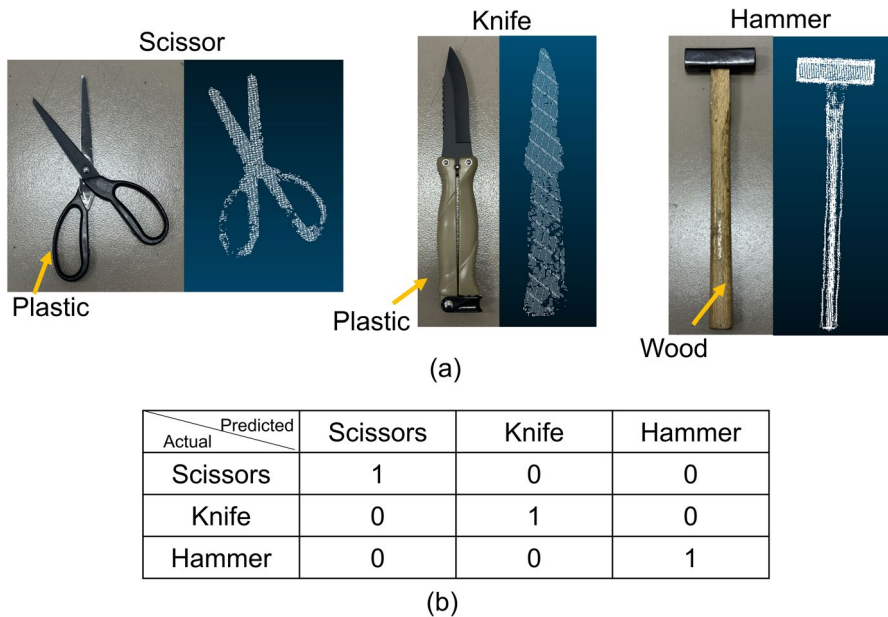 Scissor
Knife
Hammer
Plastic
Plastic
Wood
(a)
Predicted
Actual
Scissors Knife Hammer
Scissors 1 0 0
Knife 0 1 0
Hammer 0 0 1
(b)